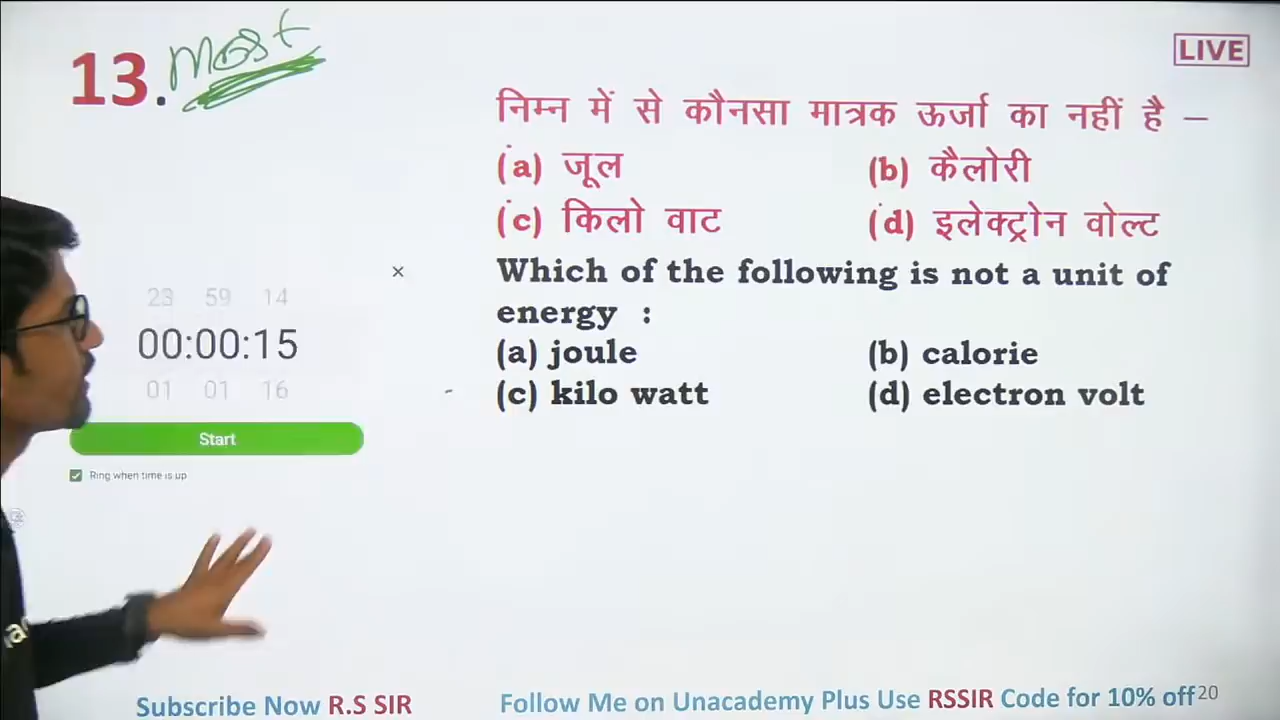 13. Most
LIVE
निम्न में से कौनसा मात्रक ऊर्जा का नहीं है –
(a) जूल (b) कैलोरी
(c) किलो वाट (d) इलेक्ट्रोन वोल्ट
Which of the following is not a unit of
energy :
(a) joule (b) calorie
(c) kilo watt (d) electron volt
×
23 59 14
00:00:15
01 01 16
Start
Ring when time is up
Subscribe Now R.S SIR
Follow Me on Unacademy Plus Use RSSIR Code for 10% off 20